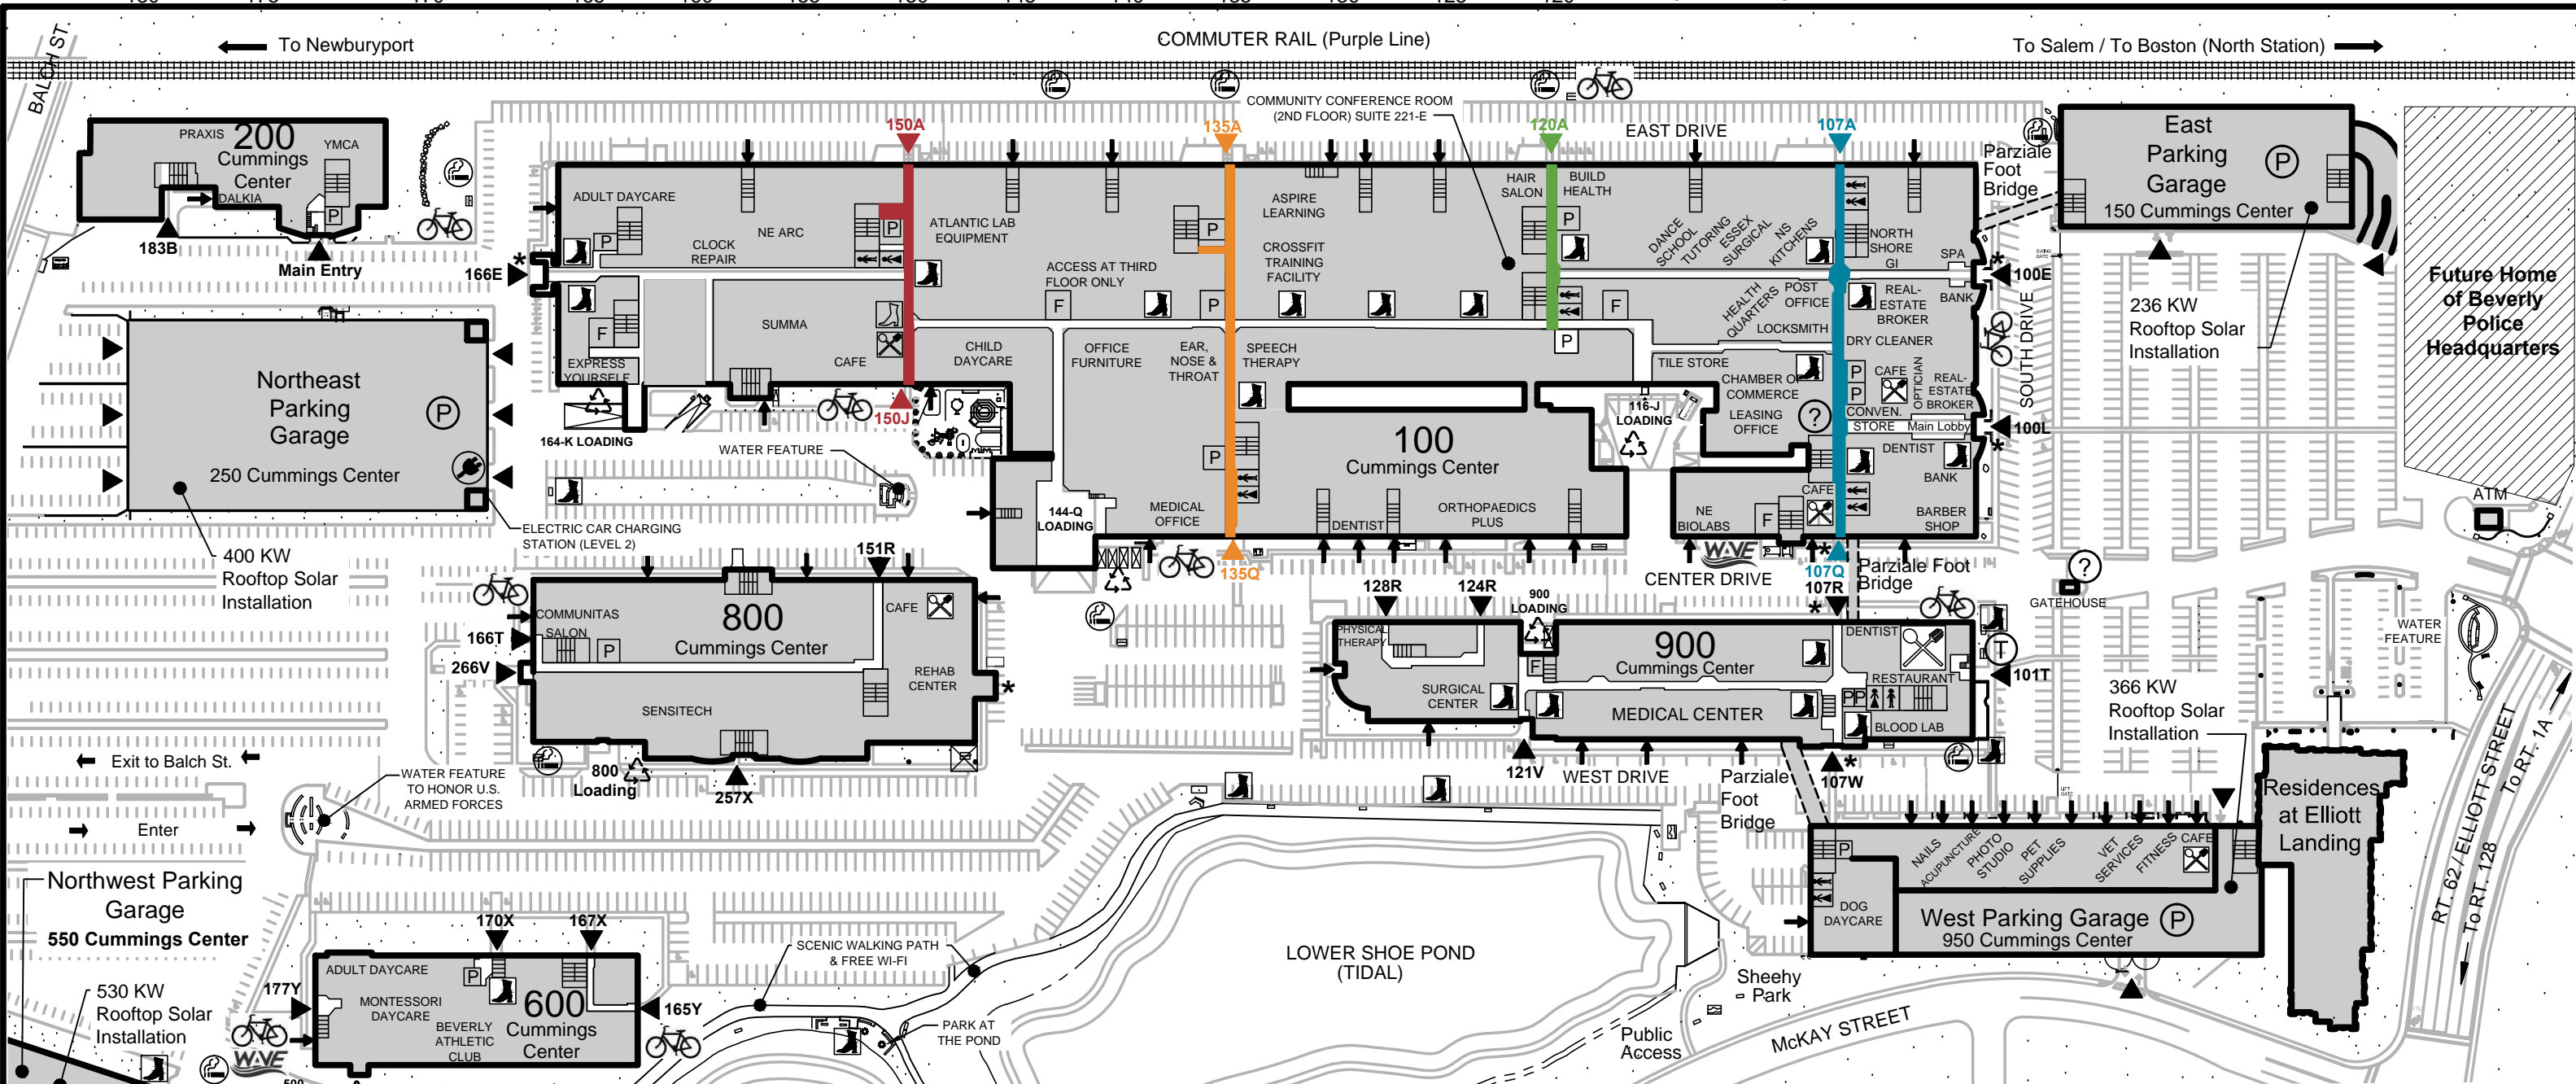 To Newburyport
COMMUTER RAIL (Purple Line)
To Salem / To Boston (North Station)
BALCH ST.
PRAXIS
200
Cummings
Center
YMCA
DALKIA
P
183B
Main Entry
150A
135A
COMMUNITY CONFERENCE ROOM
(2ND FLOOR) SUITE 221-E
120A
EAST DRIVE
107A
Parziale
Foot
Bridge
East
Parking
Garage
P
150 Cummings Center
Future Home
of Beverly
Police
Headquarters
236 KW
Rooftop Solar
Installation
ADULT DAYCARE
P
CLOCK
REPAIR
NE ARC
P
ATLANTIC LAB
EQUIPMENT
ACCESS AT THIRD
FLOOR ONLY
F
P
P
ASPIRE
LEARNING
CROSSFIT
TRAINING
FACILITY
HAIR
SALON
BUILD
HEALTH
P
DANCE
SCHOOL
TUTORING
ESSEX
SURGICAL
NS
KITCHENS
NORTH
SHORE
GI
SPA
*
100E
166E
*
F
EXPRESS
YOURSELF
SUMMA
CAFE
CHILD
DAYCARE
OFFICE
FURNITURE
EAR,
NOSE &
THROAT
SPEECH
THERAPY
F
P
HEALTH
QUARTERS
POST
OFFICE
LOCKSMITH
REAL-
ESTATE
BROKER
BANK
DRY CLEANER
TILE STORE
CHAMBER OF
COMMERCE
LEASING
OFFICE
?
P
P
CAFE
OPTICIAN
REAL-
ESTATE
BROKER
CONVEN.
STORE
Main Lobby
100L
*
SOUTH DRIVE
DENTIST
BANK
BARBER
SHOP
CAFE
F
NE
BIOLABS
116-J
LOADING
100
Cummings Center
P
MEDICAL
OFFICE
DENTIST
ORTHOPAEDICS
PLUS
144-Q
LOADING
150J
164-K LOADING
WATER FEATURE
Northeast
Parking
Garage
P
250 Cummings Center
ELECTRIC CAR CHARGING
STATION (LEVEL 2)
400 KW
Rooftop Solar
Installation
151R
135Q
128R
124R
900
LOADING
WAVE
CENTER DRIVE
*
107Q
107R
*
Parziale Foot
Bridge
ATM
?
GATEHOUSE
WATER
FEATURE
COMMUNITAS
SALON
P
800
Cummings Center
CAFE
REHAB
CENTER
*
SENSITECH
166T
266V
800
Loading
257X
PHYSICAL
THERAPY
SURGICAL
CENTER
F
900
Cummings Center
MEDICAL CENTER
DENTIST
RESTAURANT
P
P
BLOOD LAB
T
101T
121V
WEST DRIVE
Parziale
Foot
Bridge
*
107W
366 KW
Rooftop Solar
Installation
Residences
at Elliott
Landing
RT. 62 / ELLIOTT STREET
To RT. 1A
To RT. 128
Exit to Balch St.
Enter
WATER FEATURE
TO HONOR U.S.
ARMED FORCES
Northwest Parking
Garage
550 Cummings Center
530 KW
Rooftop Solar
Installation
170X
167X
177Y
165Y
ADULT DAYCARE
P
MONTESSORI
DAYCARE
BEVERLY
ATHLETIC
CLUB
600
Cummings
Center
WAVE
SCENIC WALKING PATH
& FREE WI-FI
PARK AT
THE POND
LOWER SHOE POND
(TIDAL)
Sheehy
Park
Public
Access
McKAY STREET
P
DOG
DAYCARE
NAILS
ACUPUNCTURE
PHOTO
STUDIO
PET
SUPPLIES
VET
SERVICES
FITNESS
CAFE
West Parking Garage
P
950 Cummings Center